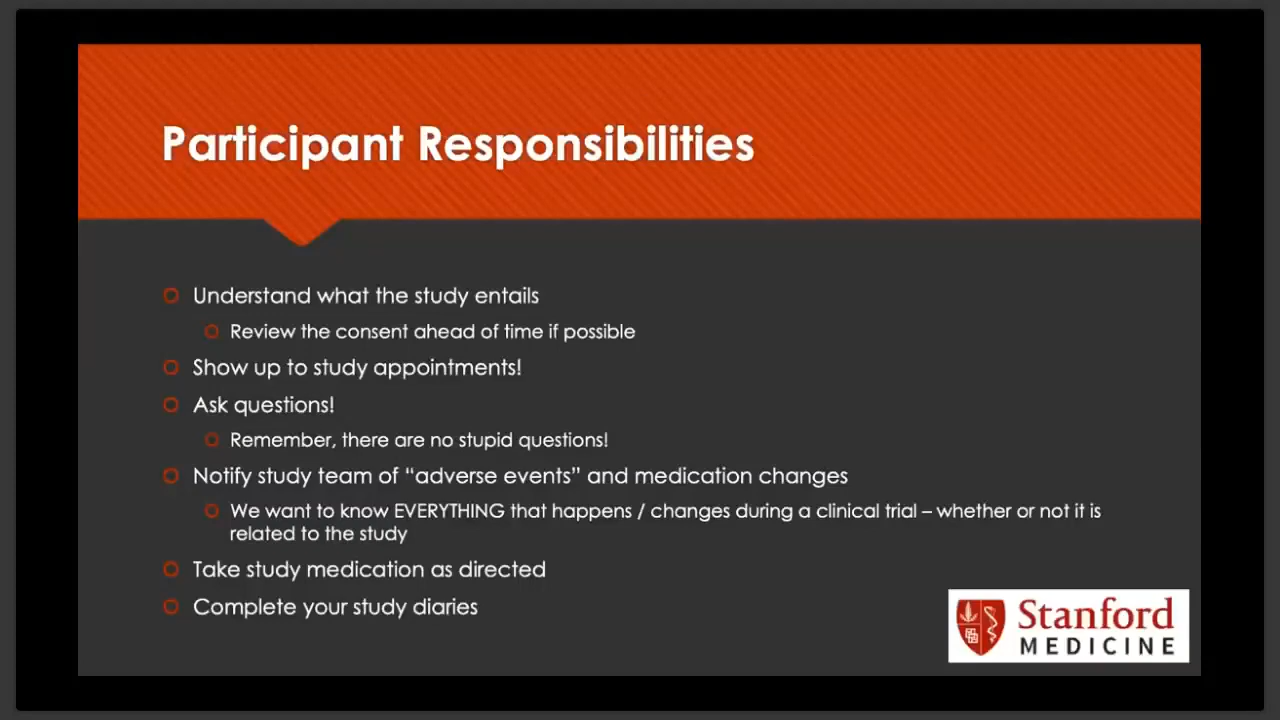 Participant Responsibilities
Understand what the study entails
Review the consent ahead of time if possible
Show up to study appointments!
Ask questions!
Remember, there are no stupid questions!
Notify study team of “adverse events” and medication changes
We want to know EVERYTHING that happens / changes during a clinical trial – whether or not it is
related to the study
Take study medication as directed
Complete your study diaries
Stanford
MEDICINE